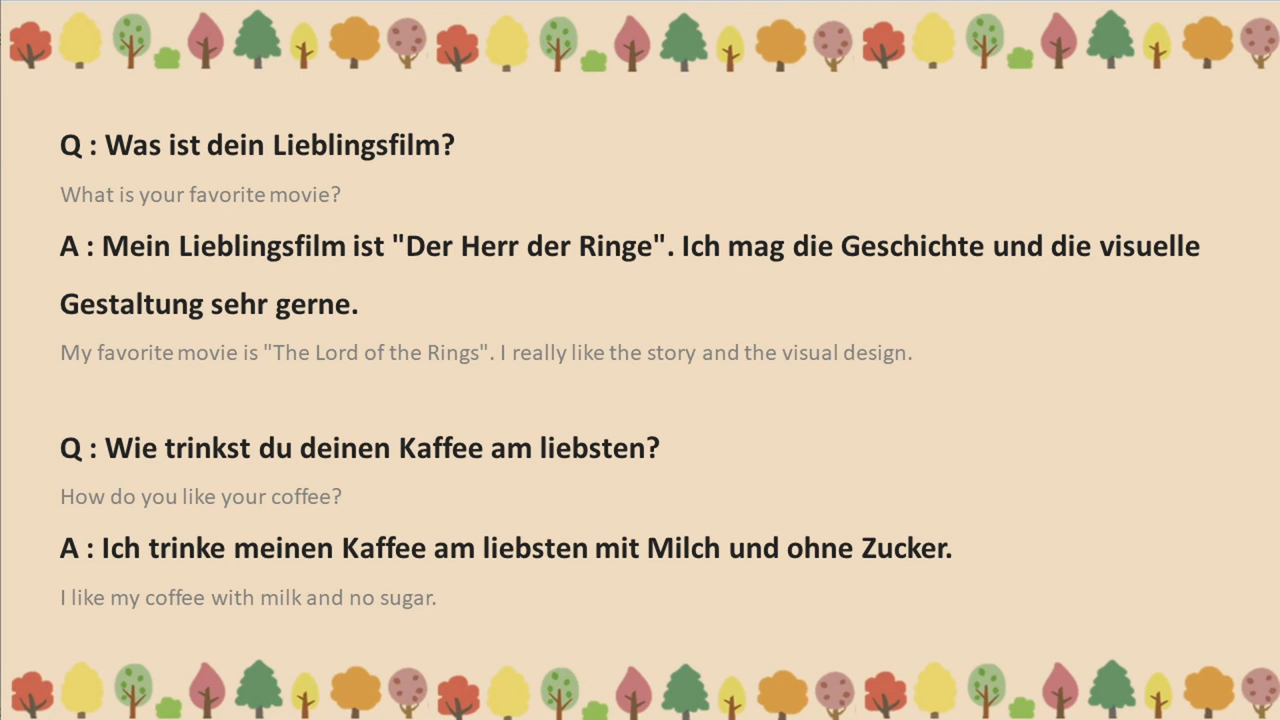 Q : Was ist dein Lieblingsfilm?
What is your favorite movie?
A : Mein Lieblingsfilm ist "Der Herr der Ringe". Ich mag die Geschichte und die visuelle
Gestaltung sehr gerne.
My favorite movie is "The Lord of the Rings". I really like the story and the visual design.
Q : Wie trinkst du deinen Kaffee am liebsten?
How do you like your coffee?
A : Ich trinke meinen Kaffee am liebsten mit Milch und ohne Zucker.
I like my coffee with milk and no sugar.